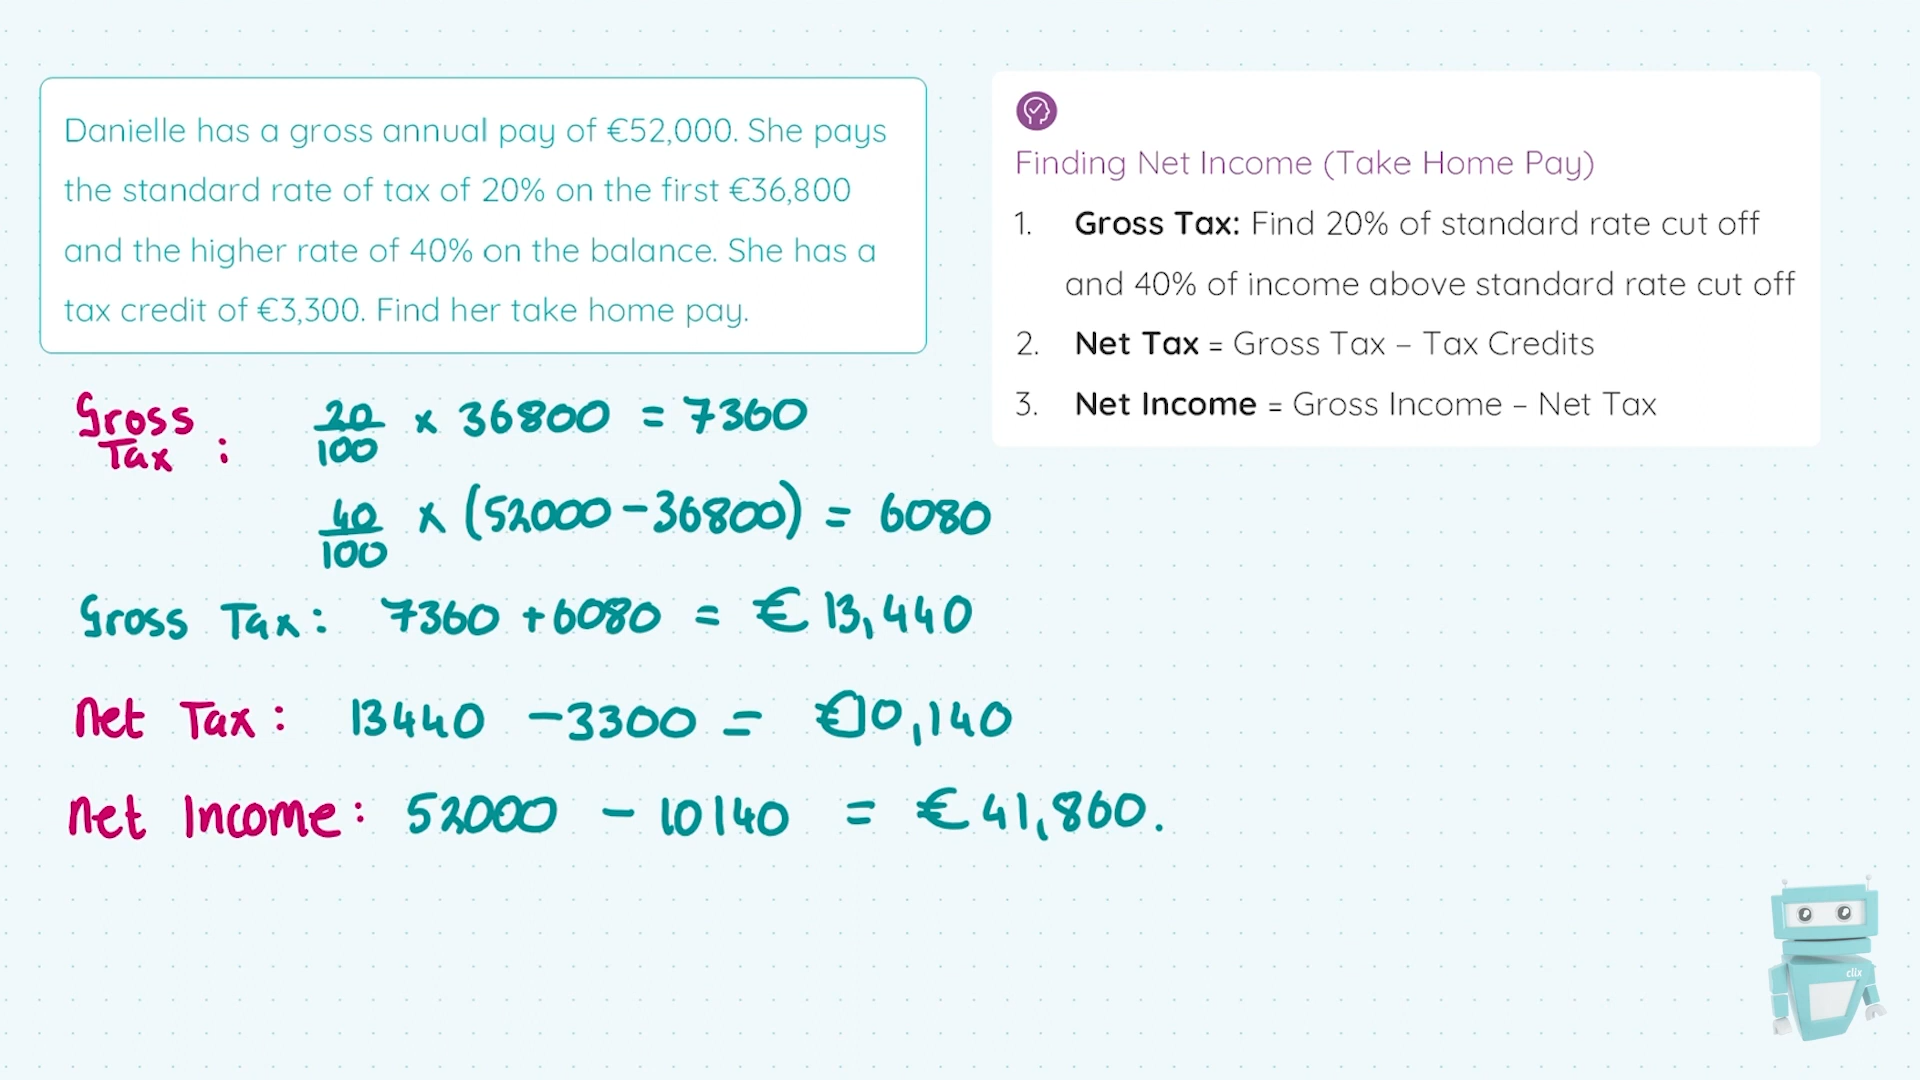 Danielle has a gross annual pay of €52,000. She pays
the standard rate of tax of 20% on the first €36,800
and the higher rate of 40% on the balance. She has a
tax credit of €3,300. Find her take home pay.
Finding Net Income (Take Home Pay)
1. Gross Tax: Find 20% of standard rate cut off
and 40% of income above standard rate cut off
2. Net Tax = Gross Tax – Tax Credits
3. Net Income = Gross Income – Net Tax
Gross Tax : 20/100 x 36800 = 7360
40/100 x (52000 - 36800) = 6080
Gross Tax: 7360 + 6080 = € 13,440
Net Tax: 13440 - 3300 = €10,140
Net Income: 52000 - 10140 = € 41,860.
clix